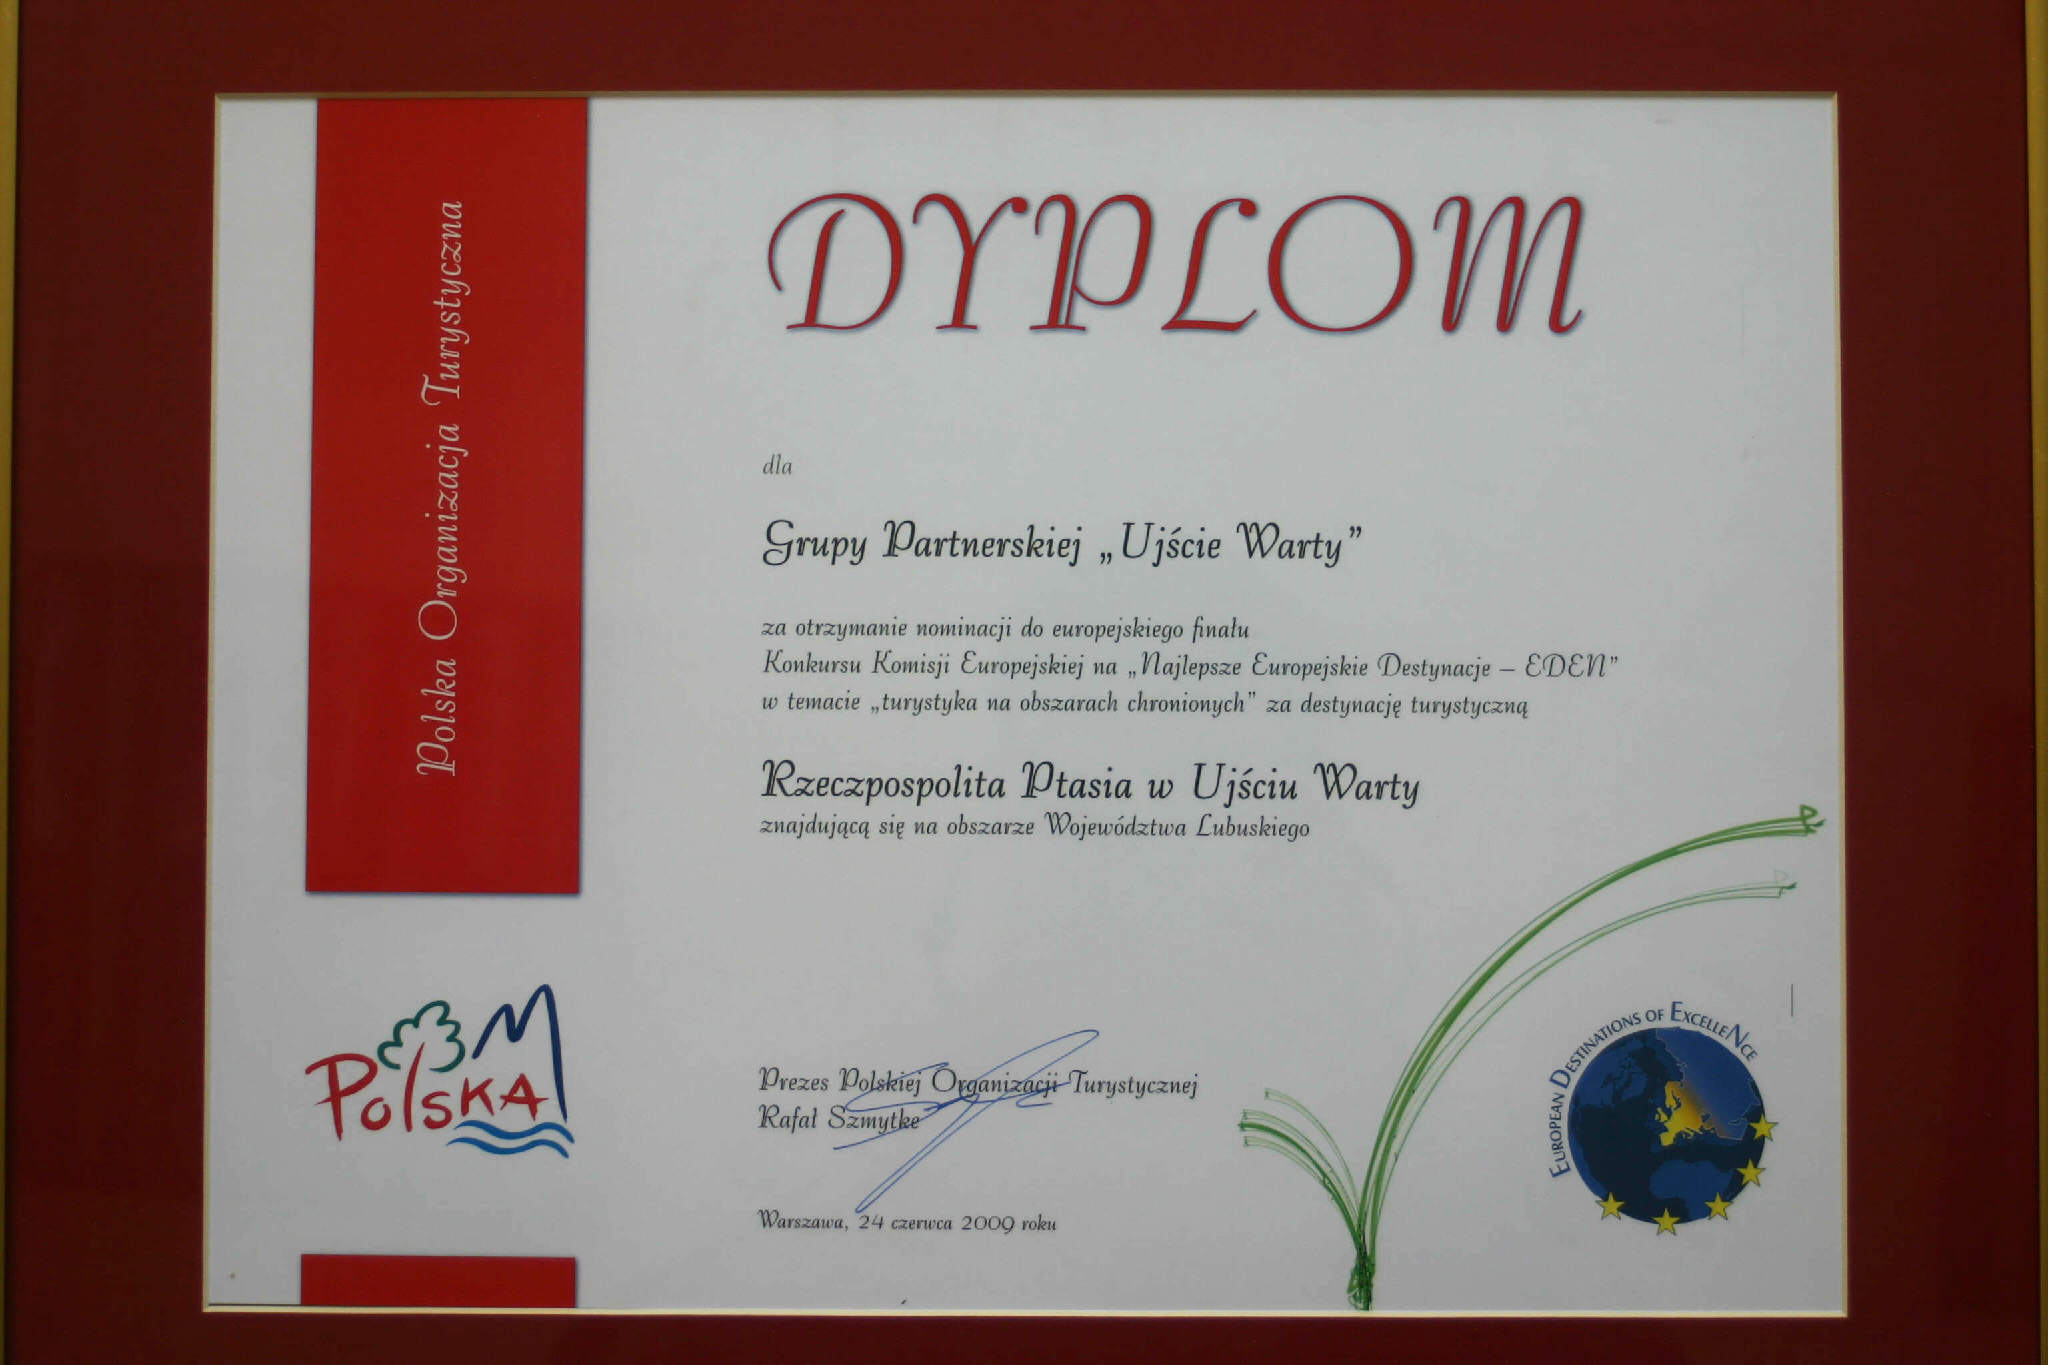 Polska Organizacja Turystyczna
DYPLOM
dla
Grupy Partnerskiej „Ujście Warty”
za otrzymanie nominacji do europejskiego finału
Konkursu Komisji Europejskiej na „Najlepsze Europejskie Destynacje – EDEN”
w temacie „turystyka na obszarach chronionych” za destynację turystyczną
Rzeczpospolita Ptasia w Ujściu Warty
znajdującą się na obszarze Województwa Lubuskiego
POLSKA
Prezes Polskiej Organizacji Turystycznej
Rafał Szmytke
Warszawa, 24 czerwca 2009 roku
EUROPEAN DESTINATIONS OF EXCELLENCE